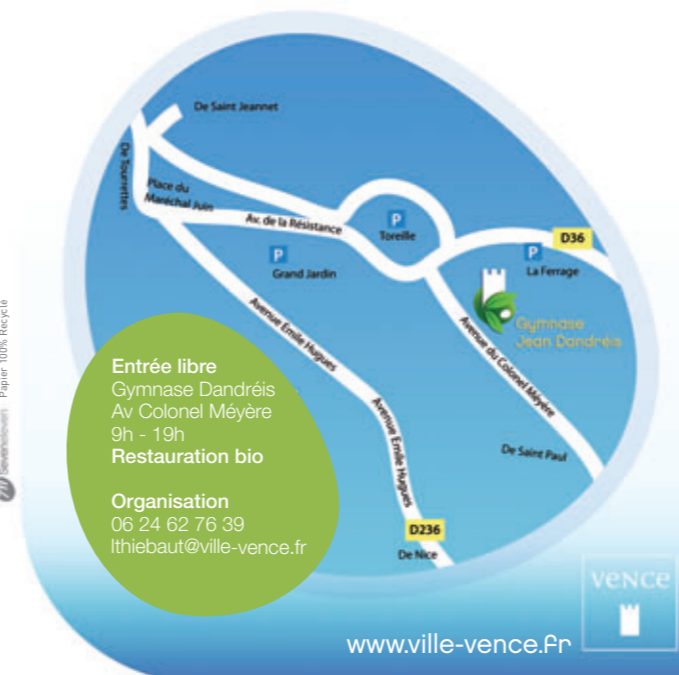 De Saint Jeannet
De Tourrettes
Place du
Maréchal Juin
Av. de la Résistance
P
Toreille
D36
P
La Ferrage
P
Grand Jardin
Gymnase
Jean Dandréis
Avenue Emile Hugues
Avenue du Colonel Méyère
Avenue Emile Hugues
De Saint Paul
D236
De Nice
Entrée libre
Gymnase Dandréis
Av Colonel Méyère
9h - 19h
Restauration bio
Organisation
06 24 62 76 39
lthiebaut@ville-vence.fr
VENCE
www.ville-vence.fr
Seveneleven Papier 100% Recyclé